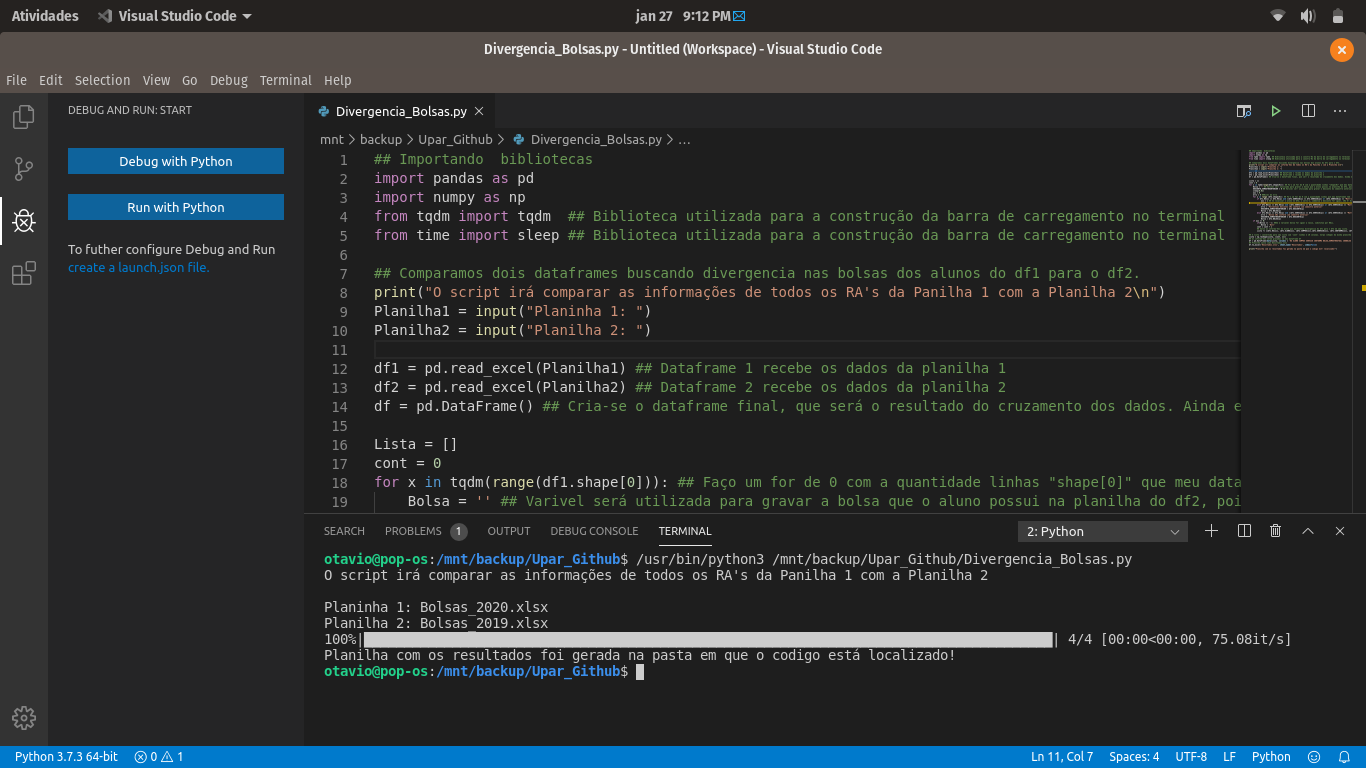 Atividades
Visual Studio Code
jan 27 9:12 PM
Divergencia_Bolsas.py - Untitled (Workspace) - Visual Studio Code
File Edit Selection View Go Debug Terminal Help
DEBUG AND RUN: START
Debug with Python
Run with Python
To futher configure Debug and Run
create a launch.json file.
Divergencia_Bolsas.py
mnt > backup > Upar_Github > Divergencia_Bolsas.py > ...
1 ## Importando  bibliotecas
2 import pandas as pd
3 import numpy as np
4 from tqdm import tqdm  ## Biblioteca utilizada para a construção da barra de carregamento no terminal
5 from time import sleep ## Biblioteca utilizada para a construção da barra de carregamento no terminal
6
7 ## Comparamos dois dataframes buscando divergencia nas bolsas dos alunos do df1 para o df2.
8 print("O script irá comparar as informações de todos os RA's da Panilha 1 com a Planilha 2\n")
9 Planilha1 = input("Planinha 1: ")
10 Planilha2 = input("Planilha 2: ")
11
12 df1 = pd.read_excel(Planilha1) ## Dataframe 1 recebe os dados da planilha 1
13 df2 = pd.read_excel(Planilha2) ## Dataframe 2 recebe os dados da planilha 2
14 df = pd.DataFrame() ## Cria-se o dataframe final, que será o resultado do cruzamento dos dados. Ainda e
15
16 Lista = []
17 cont = 0
18 for x in tqdm(range(df1.shape[0])): ## Faço um for de 0 com a quantidade linhas "shape[0]" que meu data
19     Bolsa = '' ## Varivel será utilizada para gravar a bolsa que o aluno possui na planilha do df2, poi
SEARCH PROBLEMS 1 OUTPUT DEBUG CONSOLE TERMINAL
2: Python
otavio@pop-os:/mnt/backup/Upar_Github$ /usr/bin/python3 /mnt/backup/Upar_Github/Divergencia_Bolsas.py
O script irá comparar as informações de todos os RA's da Panilha 1 com a Planilha 2
Planinha 1: Bolsas_2020.xlsx
Planilha 2: Bolsas_2019.xlsx
100%| | 4/4 [00:00<00:00, 75.08it/s]
Planilha com os resultados foi gerada na pasta em que o codigo está localizado!
otavio@pop-os:/mnt/backup/Upar_Github$
Python 3.7.3 64-bit 0 1
Ln 11, Col 7 Spaces: 4 UTF-8 LF Python